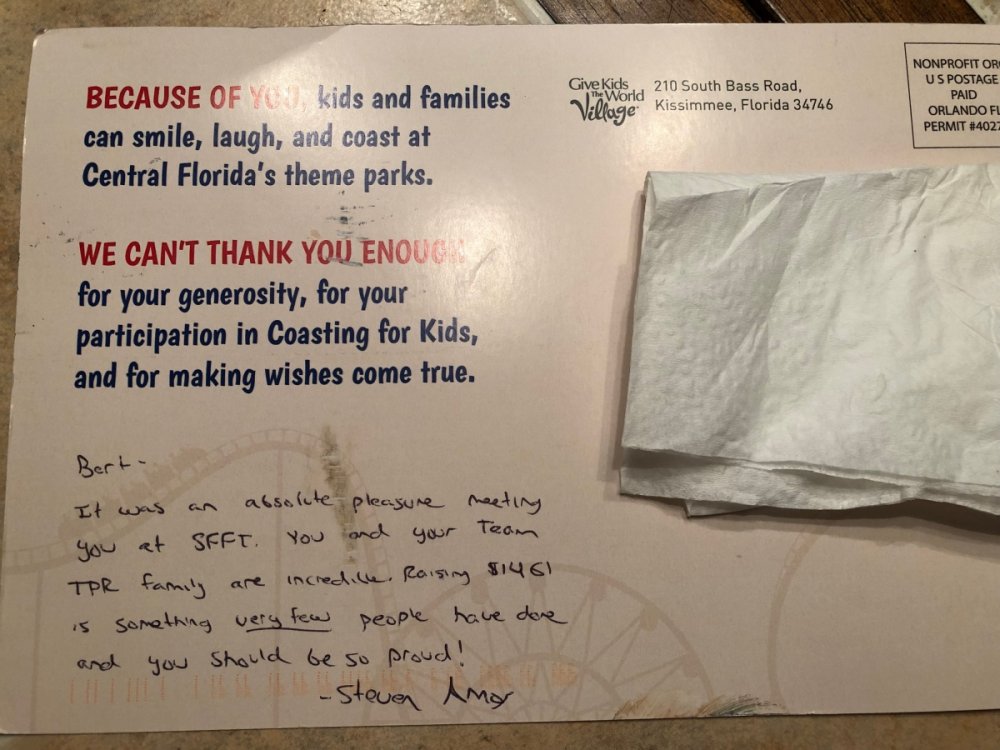 BECAUSE OF YOU, kids and families
can smile, laugh, and coast at
Central Florida's theme parks.
WE CAN'T THANK YOU ENOUGH
for your generosity, for your
participation in Coasting for Kids,
and for making wishes come true.
Give Kids
The World
Village
210 South Bass Road,
Kissimmee, Florida 34746
NONPROFIT OR
U S POSTAGE
PAID
ORLANDO FL
PERMIT #4027
Bert-
It was an absolute pleasure meeting
you at SFFT. You and your Team
TPR family are incredible. Raising $1461
is something very few people have done
and you should be so proud!
-Steven